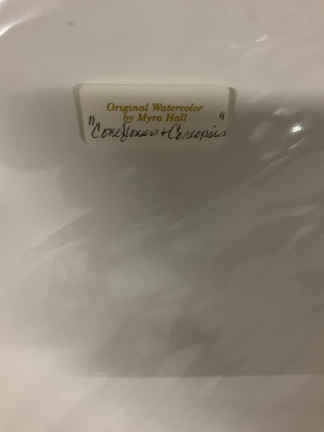 Original Watercolor
by Myra Hall
"Coneflowers + Coreopsis"